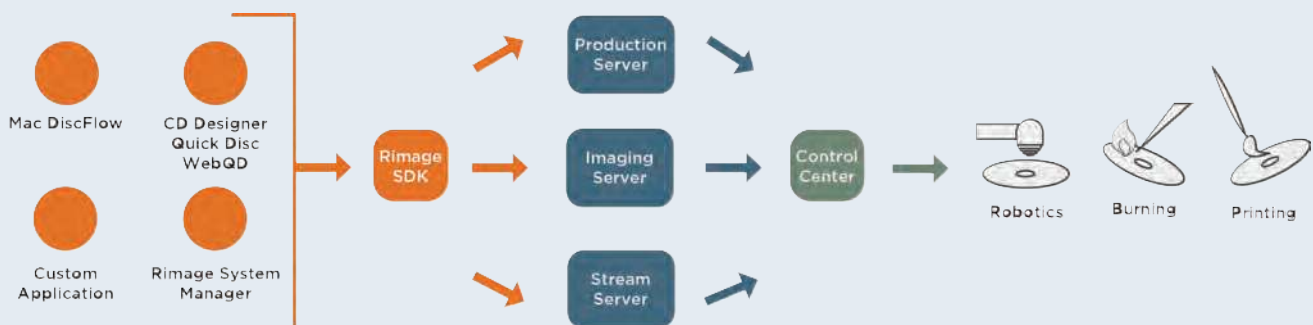 Mac DiscFlow
CD Designer
Quick Disc
WebQD
Custom
Application
Rimage System
Manager
Rimage
SDK
Production
Server
Imaging
Server
Stream
Server
Control
Center
Robotics
Burning
Printing